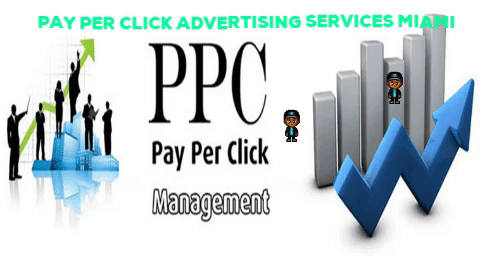 PAY PER CLICK ADVERTISING SERVICES MIAMI
PPC
Pay Per Click
Management